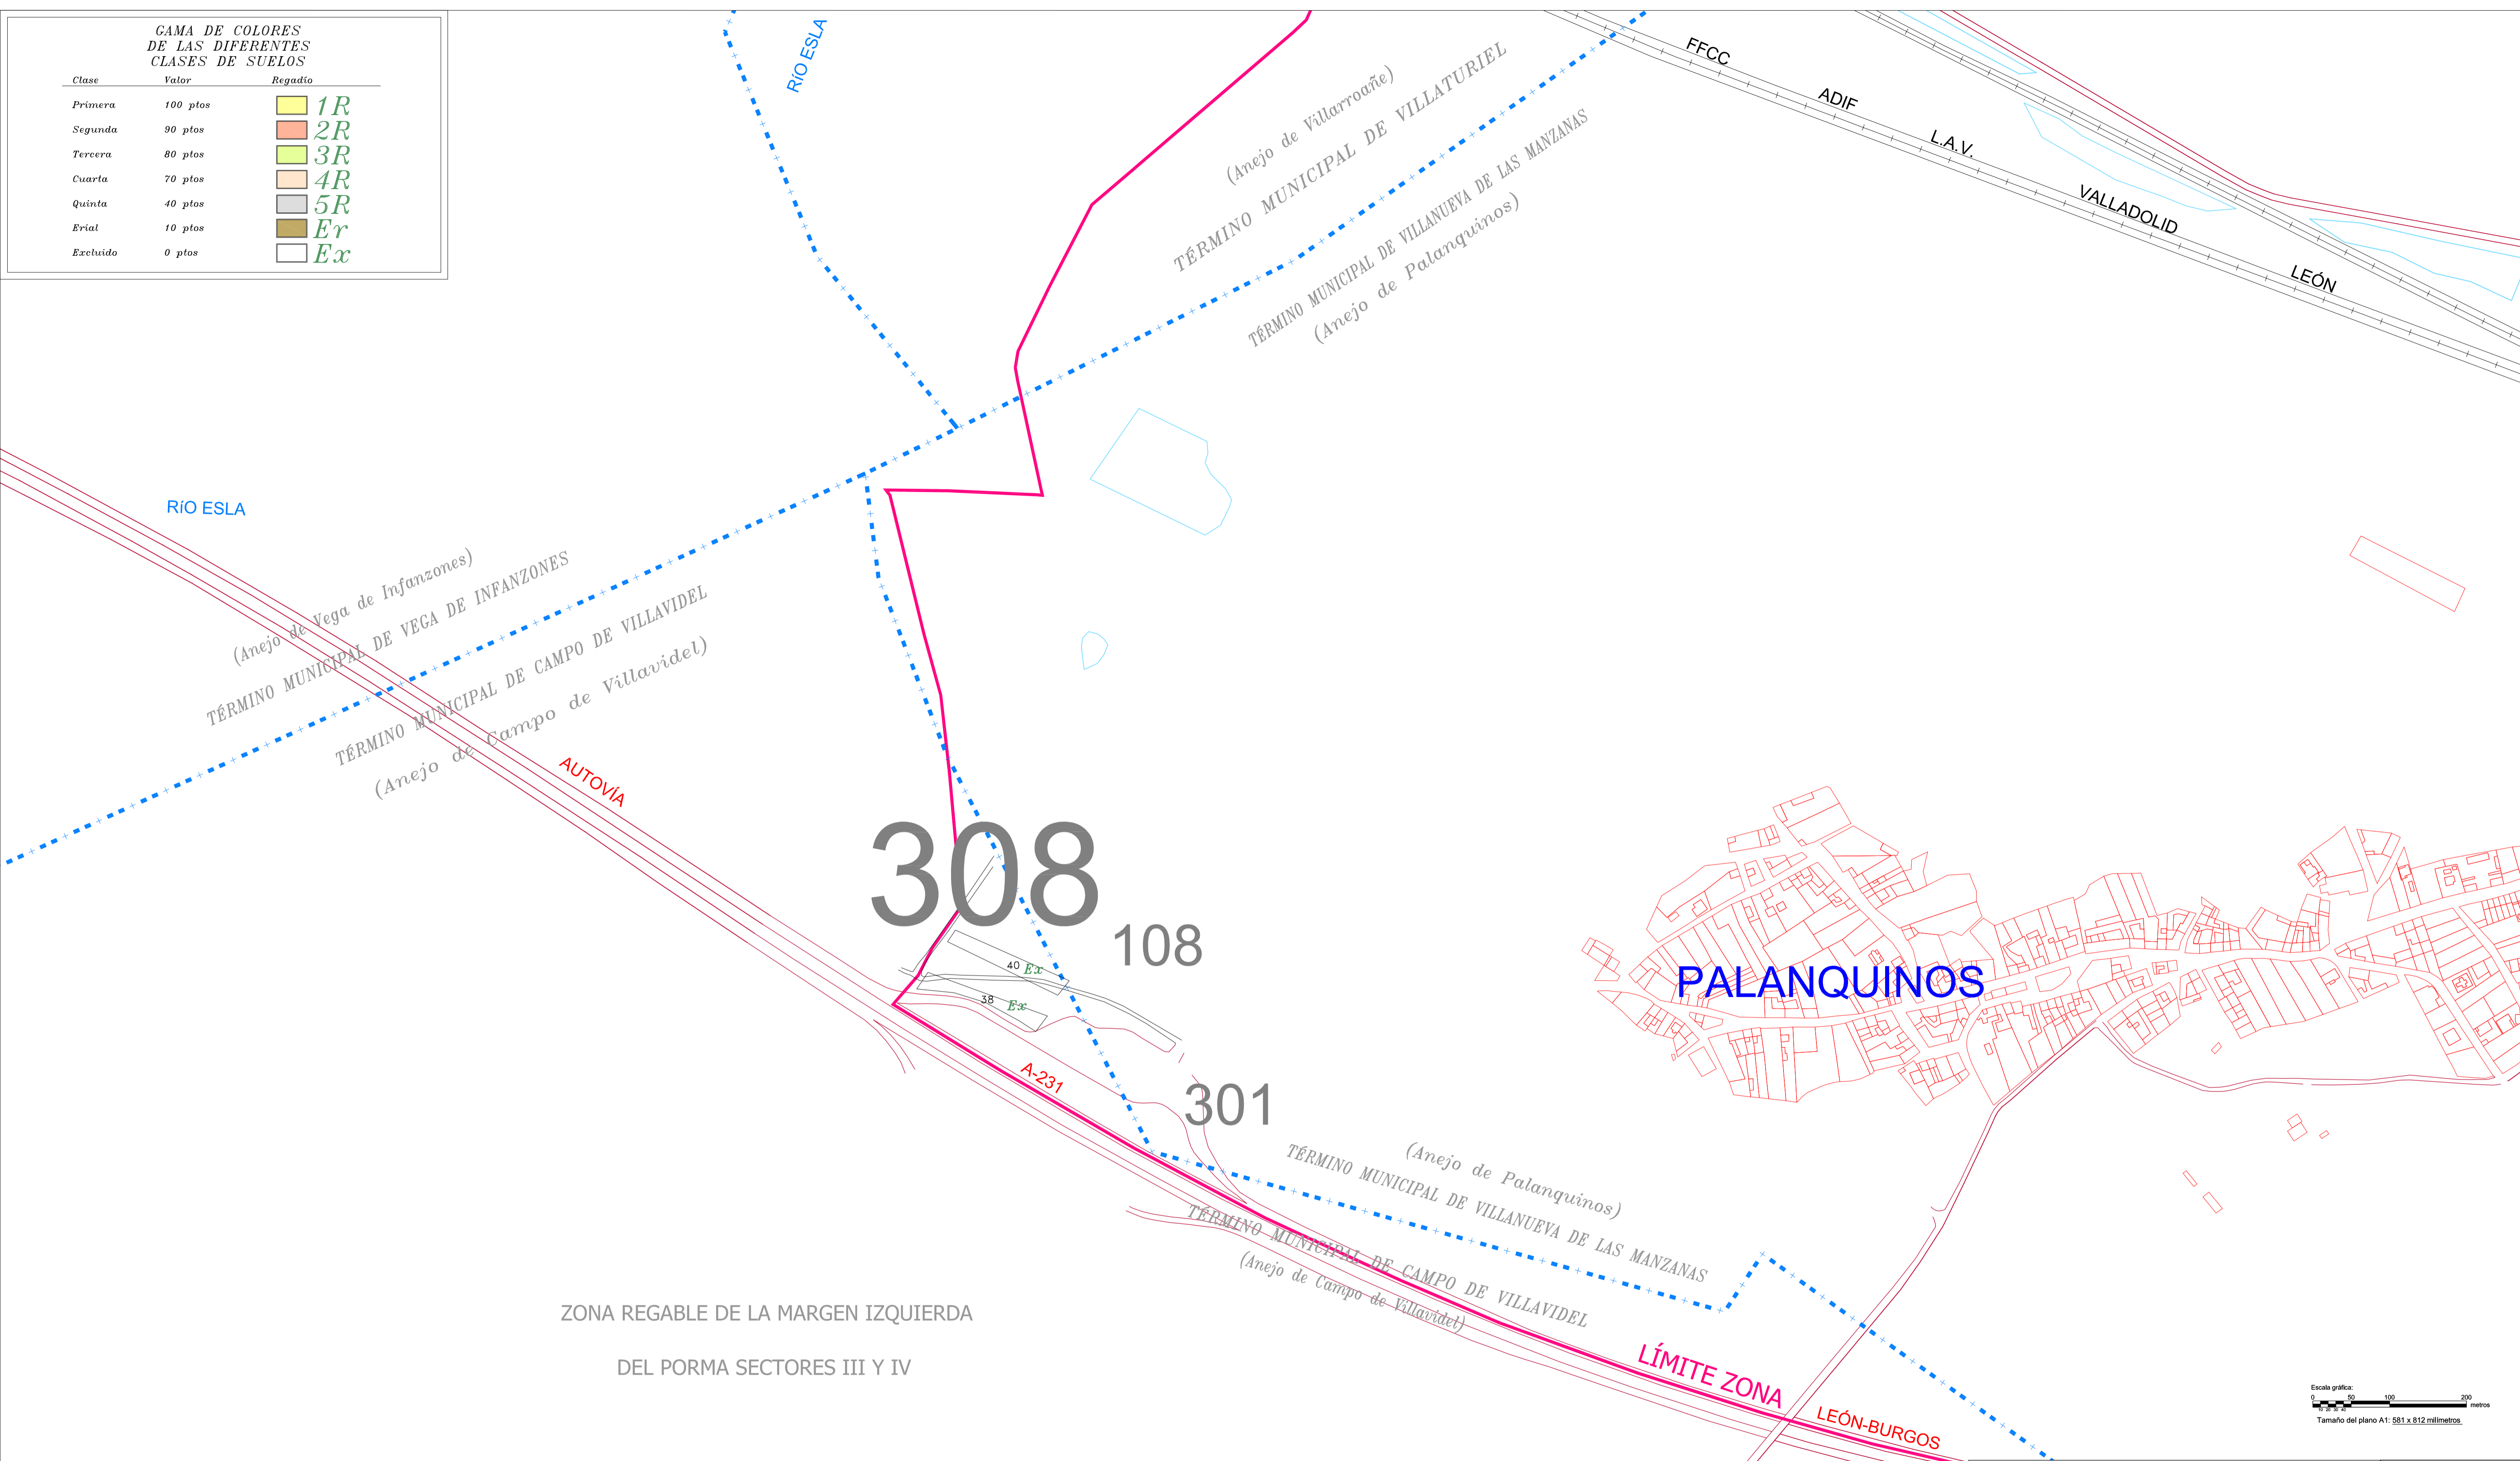 GAMA DE COLORES
DE LAS DIFERENTES
CLASES DE SUELOS
Clase Valor Regadío
Primera 100 ptos 1R
Segunda 90 ptos 2R
Tercera 80 ptos 3R
Cuarta 70 ptos 4R
Quinta 40 ptos 5R
Erial 10 ptos Er
Excluido 0 ptos Ex
RíO ESLA
(Anejo de Villarroañe)
TÉRMINO MUNICIPAL DE VILLATURIEL
TÉRMINO MUNICIPAL DE VILLANUEVA DE LAS MANZANAS
(Anejo de Palanquinos)
FFCC ADIF L.A.V. VALLADOLID LEÓN
RíO ESLA
(Anejo de Vega de Infanzones)
TÉRMINO MUNICIPAL DE VEGA DE INFANZONES
TÉRMINO MUNICIPAL DE CAMPO DE VILLAVIDEL
(Anejo de Campo de Villavidel)
AUTOVÍA
308
108
40 Ex
38 Ex
A-231
301
PALANQUINOS
(Anejo de Palanquinos)
TÉRMINO MUNICIPAL DE VILLANUEVA DE LAS MANZANAS
TÉRMINO MUNICIPAL DE CAMPO DE VILLAVIDEL
(Anejo de Campo de Villavidel)
ZONA REGABLE DE LA MARGEN IZQUIERDA
DEL PORMA SECTORES III Y IV
LÍMITE ZONA
LEÓN-BURGOS
Escala gráfica:
0 50 100 200
metros
10 20 30 40
Tamaño del plano A1: 581 x 812 milímetros